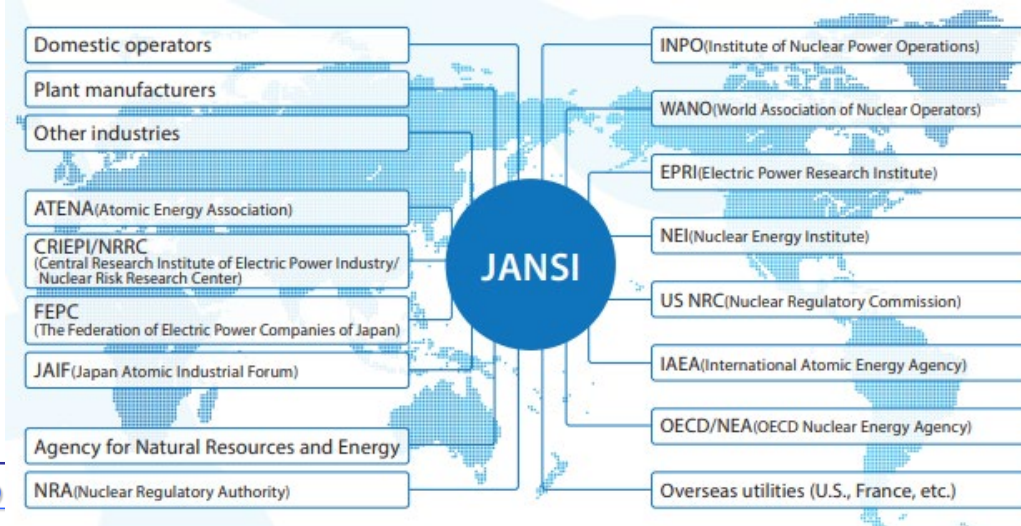 Domestic operators
Plant manufacturers
Other industries
ATENA(Atomic Energy Association)
CRIEPI/NRRC
(Central Research Institute of Electric Power Industry/
Nuclear Risk Research Center)
FEPC
(The Federation of Electric Power Companies of Japan)
JAIF(Japan Atomic Industrial Forum)
Agency for Natural Resources and Energy
NRA(Nuclear Regulatory Authority)
JANSI
INPO(Institute of Nuclear Power Operations)
WANO(World Association of Nuclear Operators)
EPRI(Electric Power Research Institute)
NEI(Nuclear Energy Institute)
US NRC(Nuclear Regulatory Commission)
IAEA(International Atomic Energy Agency)
OECD/NEA(OECD Nuclear Energy Agency)
Overseas utilities (U.S., France, etc.)